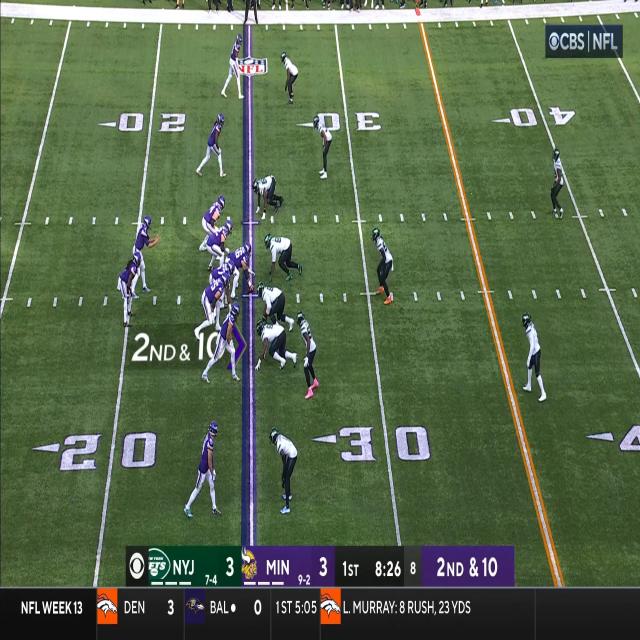 CBS | NFL
NFL
20 30 40
2ND & 10
20 30 4
NYJ 7-4 3 MIN 9-2 3 1ST 8:26 8 2ND & 10
NFL WEEK 13 DEN 3 BAL 0 1ST 5:05 L. MURRAY: 8 RUSH, 23 YDS